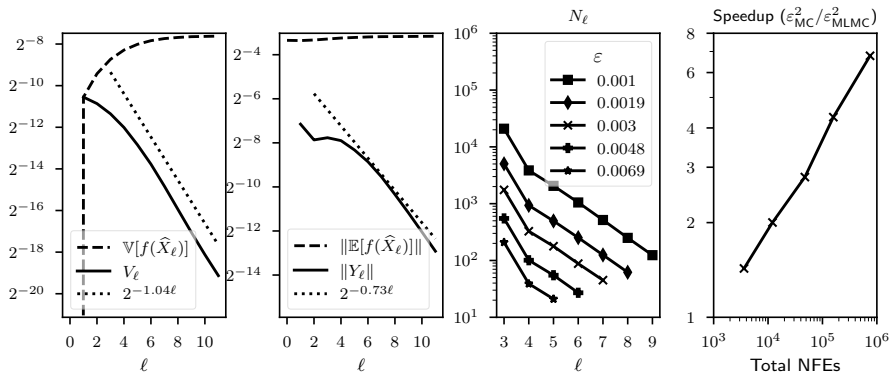 2^{-8}
2^{-10}
2^{-12}
2^{-14}
2^{-16}
2^{-18}
2^{-20}
𝕍[f(X̂_ℓ)]
V_ℓ
2^{-1.04ℓ}
0 2 4 6 8 10
ℓ
2^{-2}
2^{-4}
2^{-6}
2^{-8}
2^{-10}
2^{-12}
2^{-14}
‖𝔼[f(X̂_ℓ)]‖
‖Y_ℓ‖
2^{-0.73ℓ}
0 2 4 6 8 10
ℓ
N_ℓ
10^6
10^5
10^4
10^3
10^2
10^1
ε
0.001
0.0019
0.003
0.0048
0.0069
3 4 5 6 7 8 9
ℓ
Speedup (ε²_MC/ε²_MLMC)
8
6
4
3
2
1
10^3 10^4 10^5 10^6
Total NFEs